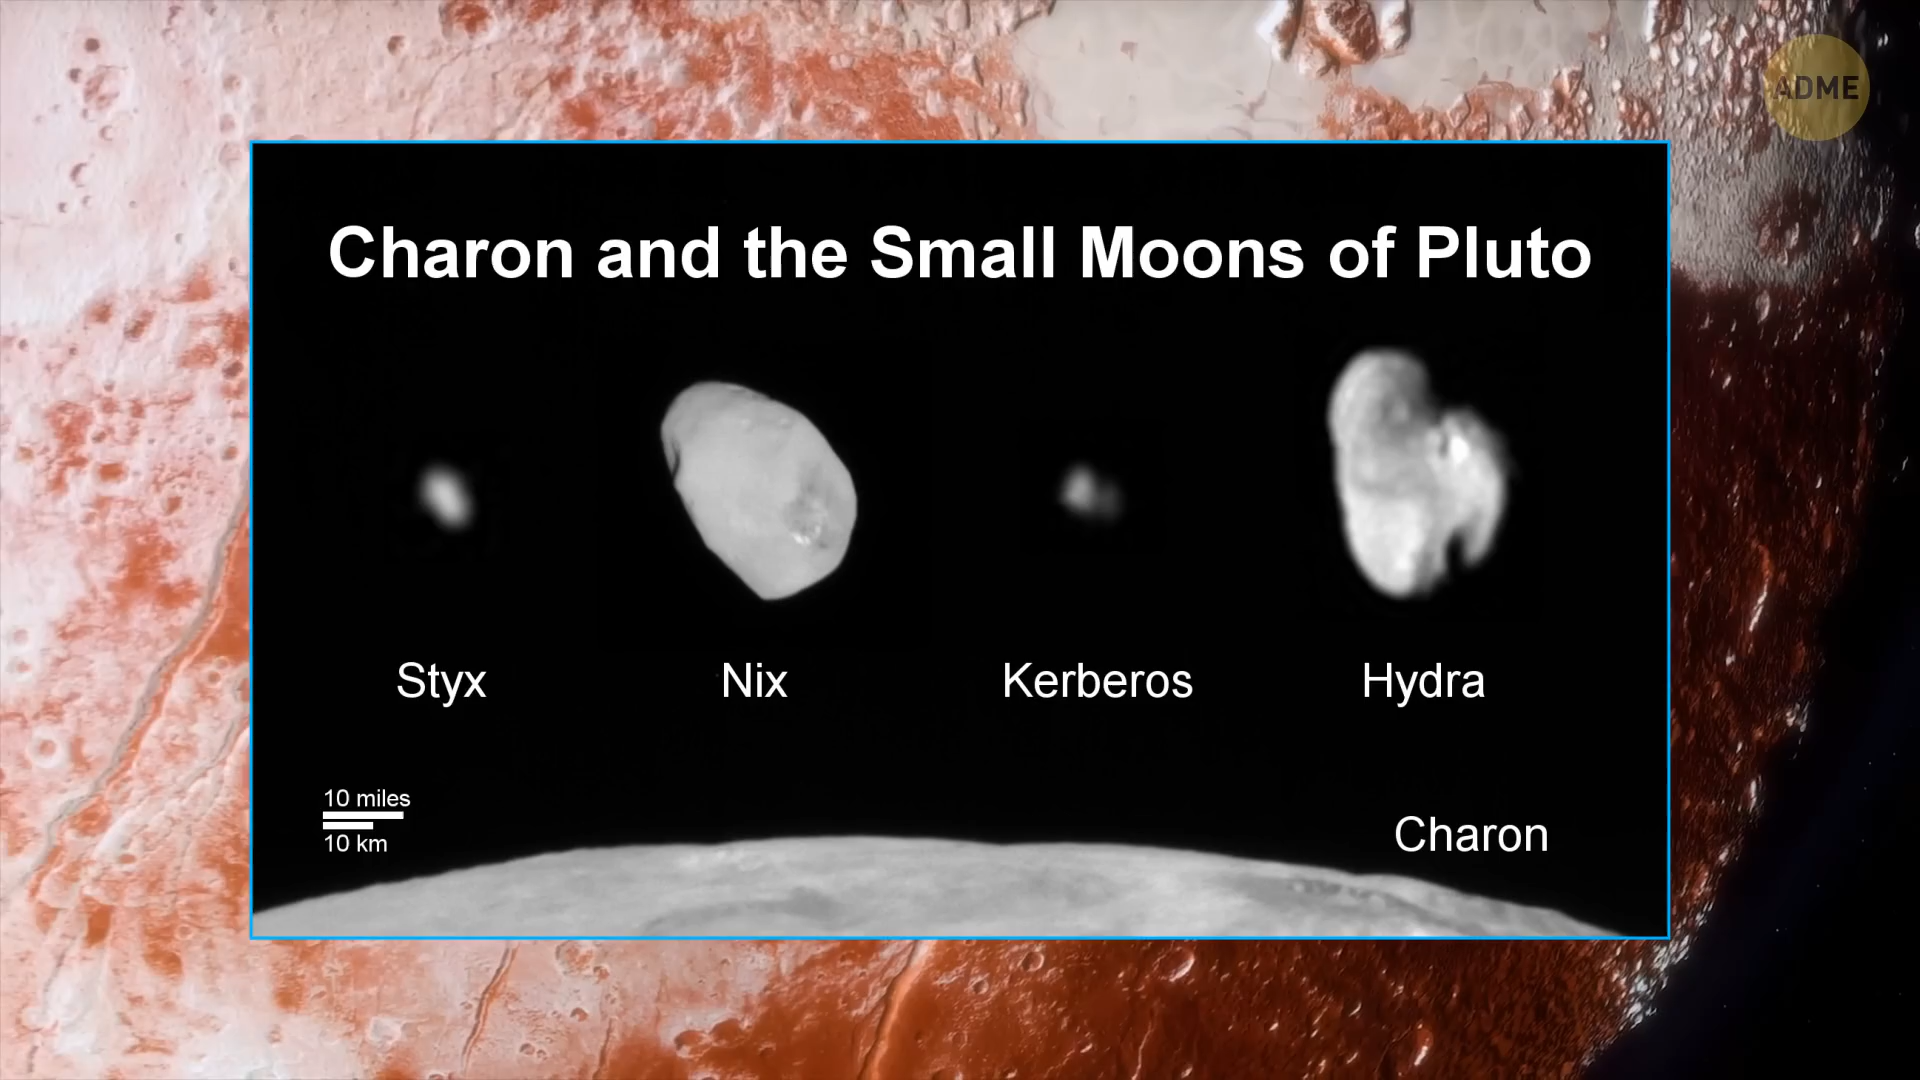 ADME
Charon and the Small Moons of Pluto
Styx
Nix
Kerberos
Hydra
10 miles
10 km
Charon